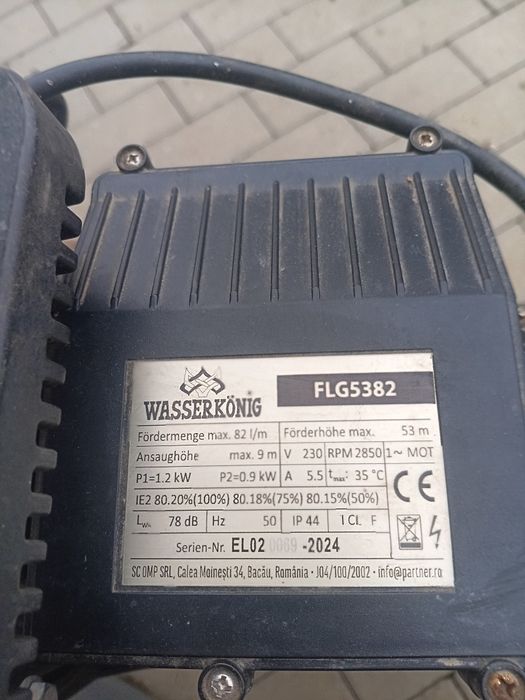 WASSERKÖNIG
FLG5382
Fördermenge max. 82 l/m Förderhöhe max. 53 m
Ansaughöhe max. 9 m V 230 RPM 2850 1~ MOT
P1=1.2 kW P2=0.9 kW A 5.5 tmax: 35 °C
IE2 80.20%(100%) 80.18%(75%) 80.15%(50%)
CE
LWA 78 dB Hz 50 IP 44 I CL F
Serien-Nr. EL02 0069 -2024
SC OMP SRL, Calea Moinești 34, Bacău, România · J04/100/2002 · info@partner.ro